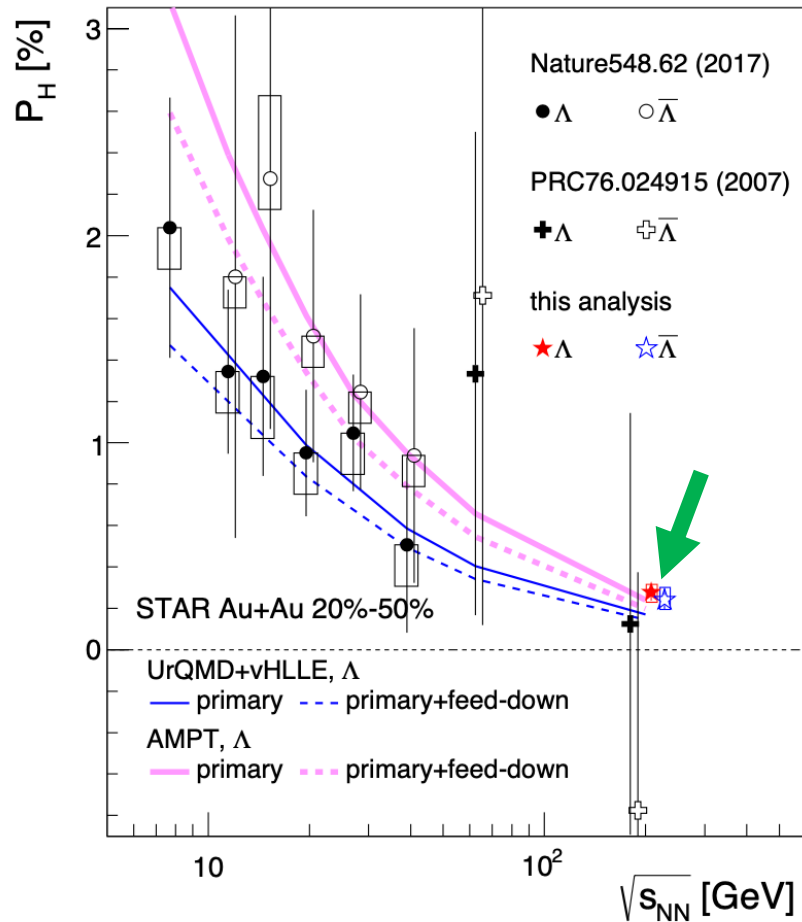 P_H [%]
3
2
1
0
Nature548.62 (2017)
Λ Λ̅
PRC76.024915 (2007)
Λ Λ̅
this analysis
Λ Λ̅
STAR Au+Au 20%-50%
UrQMD+vHLLE, Λ
primary primary+feed-down
AMPT, Λ
primary primary+feed-down
10 10²
√s_NN [GeV]